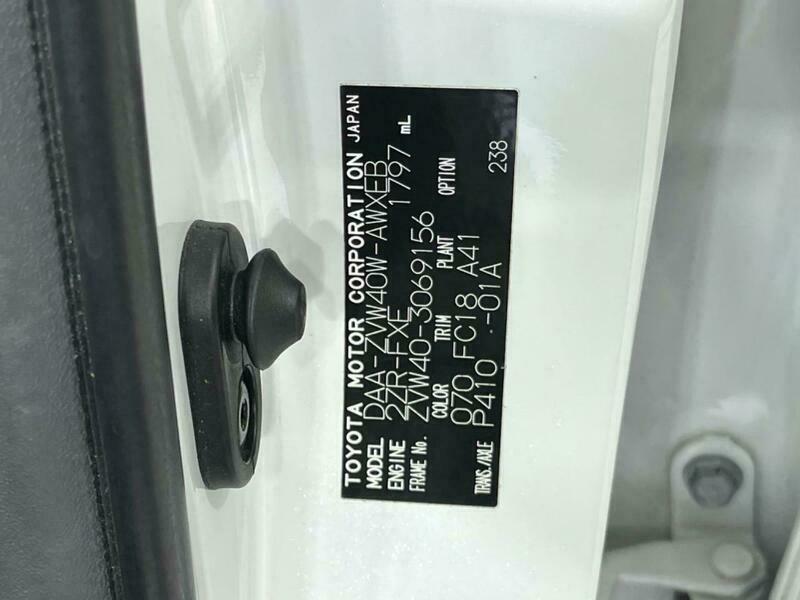 TOYOTA MOTOR CORPORATION JAPAN
MODEL DAA-ZVW40W-AWXEB
ENGINE 2ZR-FXE 1797 mL
FRAME No. ZVW40-3069156
COLOR TRIM PLANT OPTION
070 FC18 A41
TRANS./AXLE P410 -01A 238